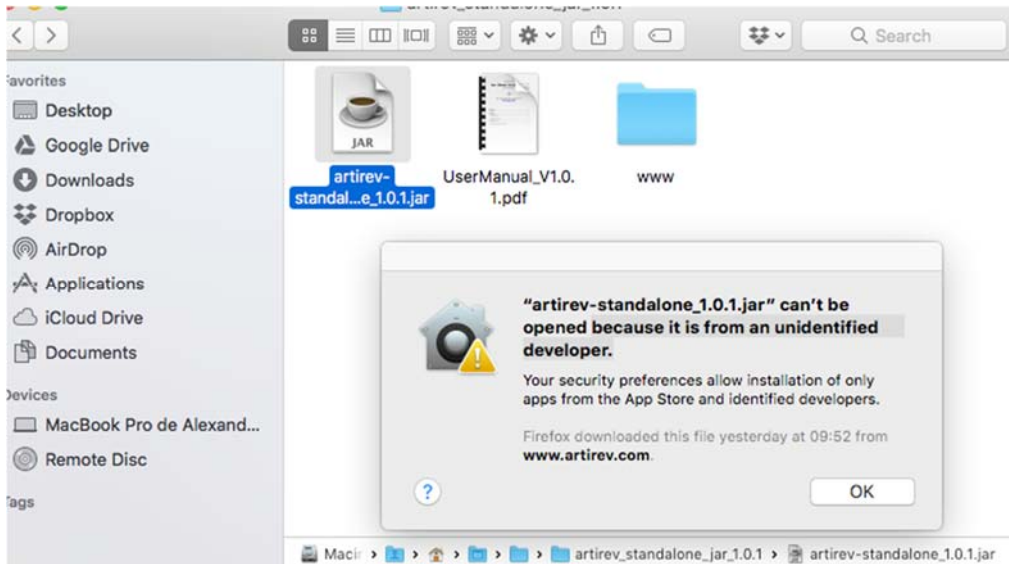 Search
Favorites
Desktop
Google Drive
Downloads
Dropbox
AirDrop
Applications
iCloud Drive
Documents
Devices
MacBook Pro de Alexand...
Remote Disc
Tags
JAR
artirev-
standal...e_1.0.1.jar
UserManual_V1.0.
1.pdf
www
“artirev-standalone_1.0.1.jar” can’t be
opened because it is from an unidentified
developer.
Your security preferences allow installation of only
apps from the App Store and identified developers.
Firefox downloaded this file yesterday at 09:52 from
www.artirev.com.
?
OK
Macir › › › › › artirev_standalone_jar_1.0.1 › artirev-standalone_1.0.1.jar